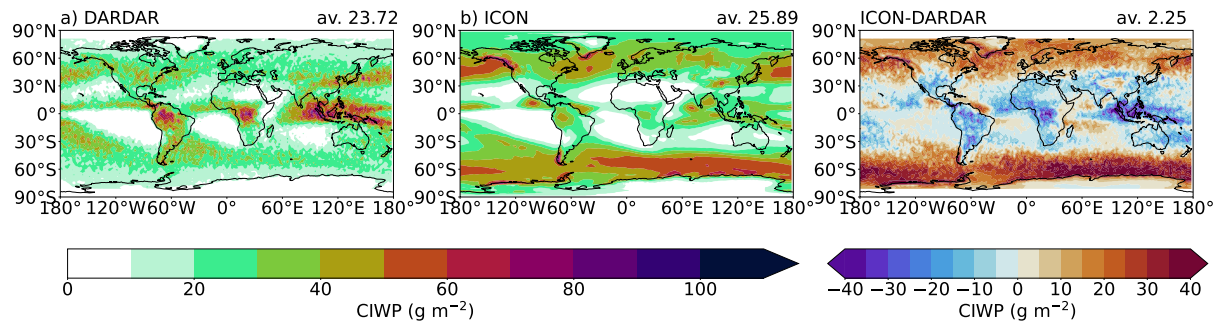 a) DARDAR av. 23.72
b) ICON av. 25.89
ICON-DARDAR av. 2.25
90°N 90°N 90°N
60°N 60°N 60°N
30°N 30°N 30°N
0° 0° 0°
30°S 30°S 30°S
60°S 60°S 60°S
90°S 90°S 90°S
180° 120°W 60°W 0° 60°E 120°E 180°
180° 120°W 60°W 0° 60°E 120°E 180°
180° 120°W 60°W 0° 60°E 120°E 180°
0 20 40 60 80 100
CIWP (g m⁻²)
−40 −30 −20 −10 0 10 20 30 40
CIWP (g m⁻²)